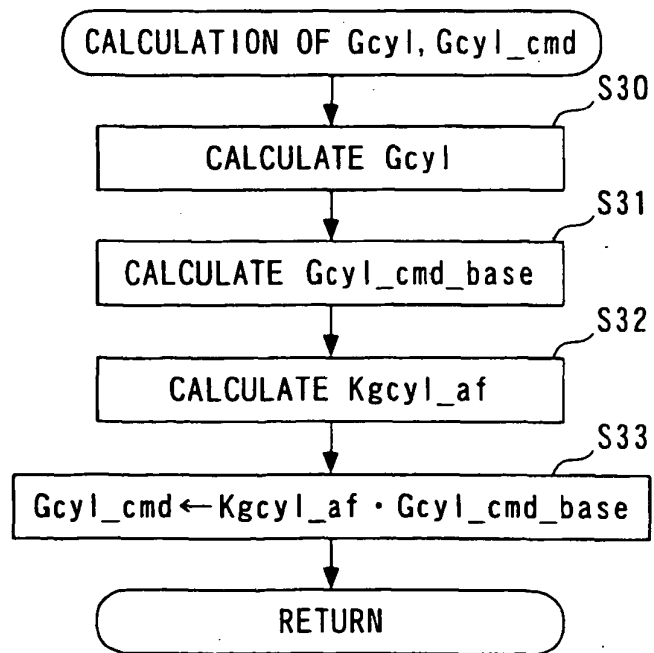 CALCULATION OF Gcyl, Gcyl_cmd
S30
CALCULATE Gcyl
S31
CALCULATE Gcyl_cmd_base
S32
CALCULATE Kgcyl_af
S33
Gcyl_cmd←Kgcyl_af・Gcyl_cmd_base
RETURN